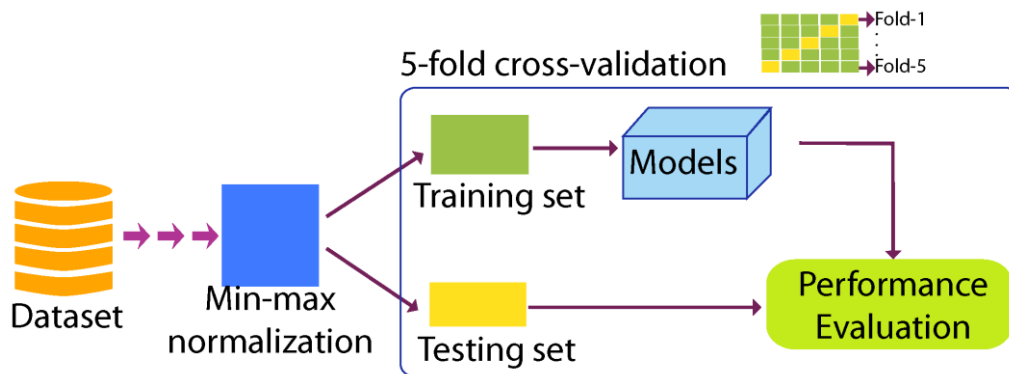 Fold-1
Fold-5
5-fold cross-validation
Models
Training set
Dataset
Min-max
normalization
Testing set
Performance
Evaluation